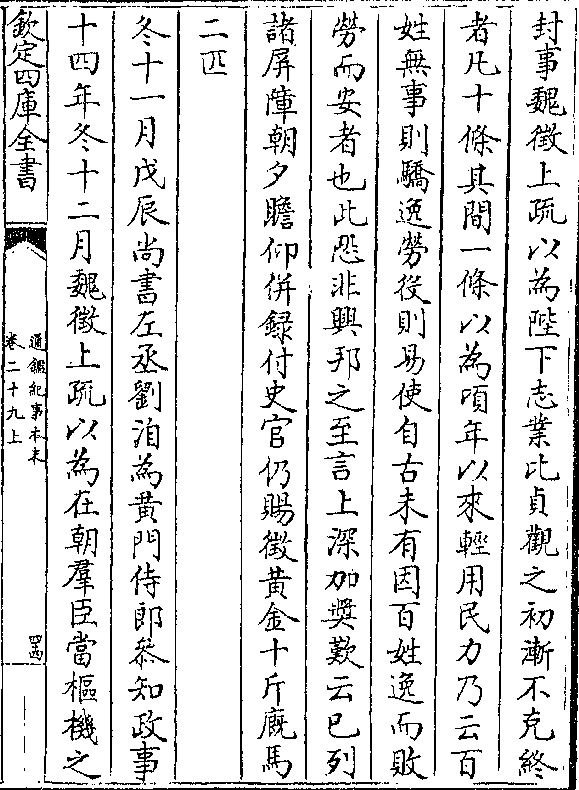 封事魏徵上疏以為陛下志業比貞觀之初漸不克終
者凡十條其間一條以為頃年以來輕用民力乃云百
姓無事則驕逸勞役則易使自古未有因百姓逸而敗
勞而安者也此恐非興邦之至言上深加奬歎云已列
諸屏障朝夕瞻仰併録付史官仍賜徵黄金十斤廐馬
二匹
冬十一月戊辰尚書左丞劉洎為黄門侍郎叅知政事
十四年冬十二月魏徵上疏以為在朝羣臣當樞機之
欽定四庫全書
通鑑紀事本末
卷二十九上
四四